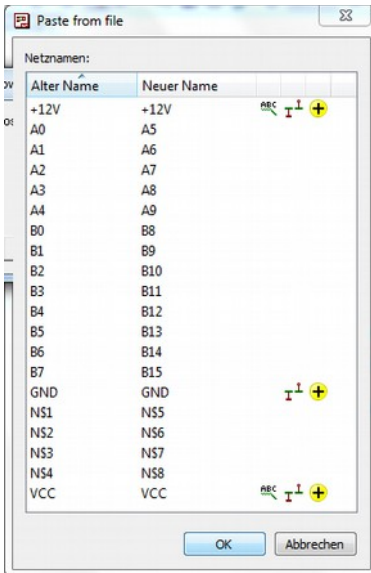 Paste from file
Netznamen:
Alter Name Neuer Name
+12V +12V ABC
A0 A5
A1 A6
A2 A7
A3 A8
A4 A9
B0 B8
B1 B9
B2 B10
B3 B11
B4 B12
B5 B13
B6 B14
B7 B15
GND GND
N$1 N$5
N$2 N$6
N$3 N$7
N$4 N$8
VCC VCC ABC
OK Abbrechen